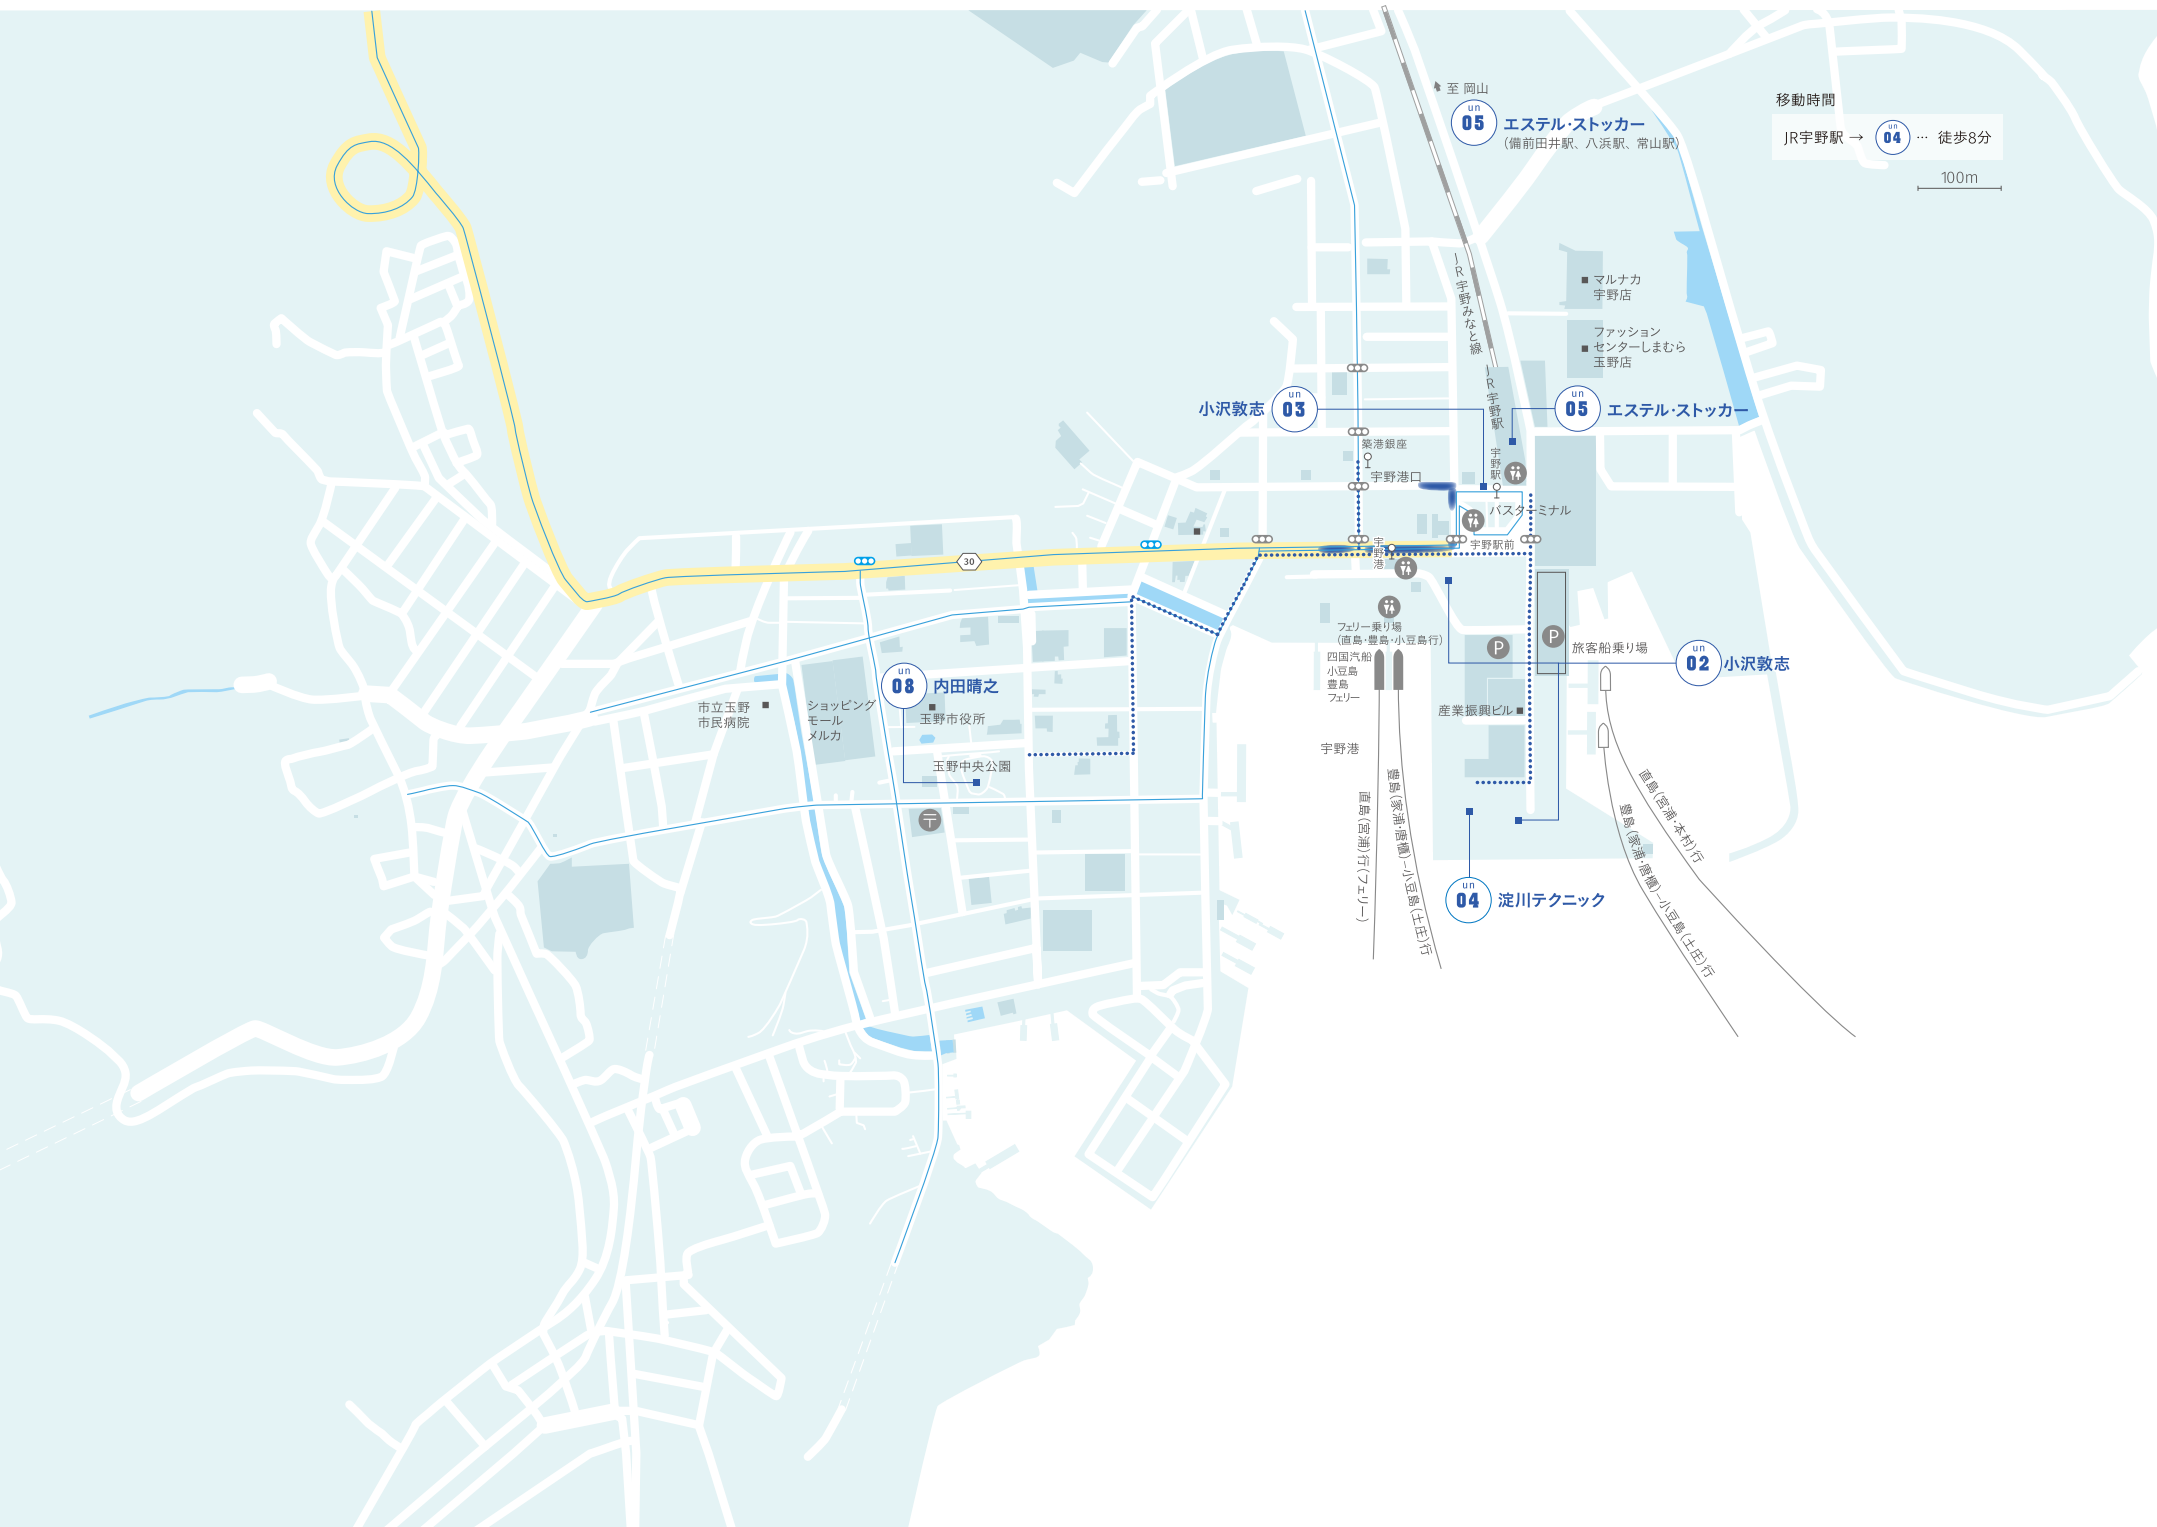 至 岡山
un
05
エステル・ストッカー
(備前田井駅、八浜駅、常山駅)
移動時間
JR宇野駅 → un 04 … 徒歩8分
100m
JR宇野みなと線
マルナカ
宇野店
ファッション
センターしまむら
玉野店
JR宇野駅
小沢敦志
un
03
un
05
エステル・ストッカー
築港銀座
宇野駅
宇野港口
バスターミナル
宇野港
宇野駅前
30
フェリー乗り場
(直島・豊島・小豆島行)
P
P
旅客船乗り場
un
02
小沢敦志
四国汽船
小豆島
豊島
フェリー
un
08
内田晴之
市立玉野
市民病院
ショッピング
モール
メルカ
玉野市役所
産業振興ビル
宇野港
玉野中央公園
〒
直島(宮浦)行(フェリー)
豊島(家浦・唐櫃)−小豆島(土庄)行
直島(宮浦・本村)行
豊島(家浦・唐櫃)−小豆島(土庄)行
un
04
淀川テクニック